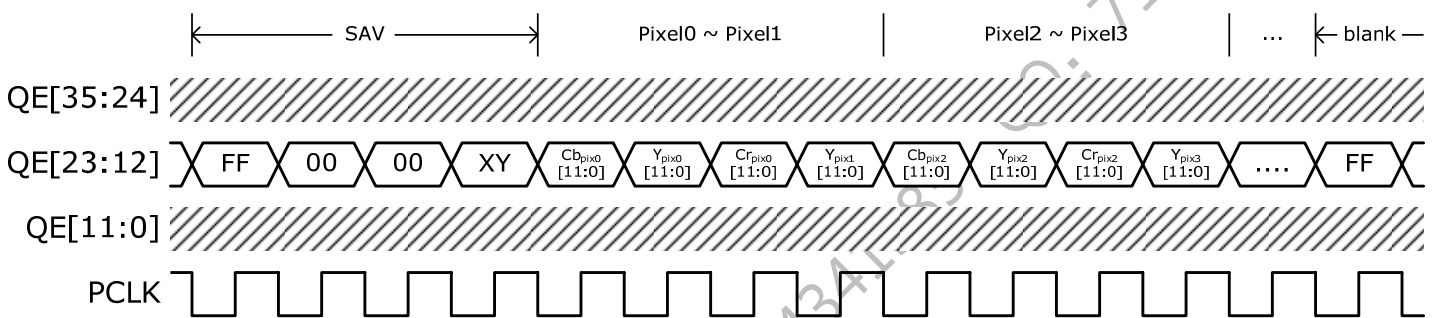 SAV Pixel0 ~ Pixel1 Pixel2 ~ Pixel3 ... blank
QE[35:24]
QE[23:12] FF 00 00 XY Cbpix0 [11:0] Ypix0 [11:0] Crpix0 [11:0] Ypix1 [11:0] Cbpix2 [11:0] Ypix2 [11:0] Crpix2 [11:0] Ypix3 [11:0] .... FF
QE[11:0]
PCLK